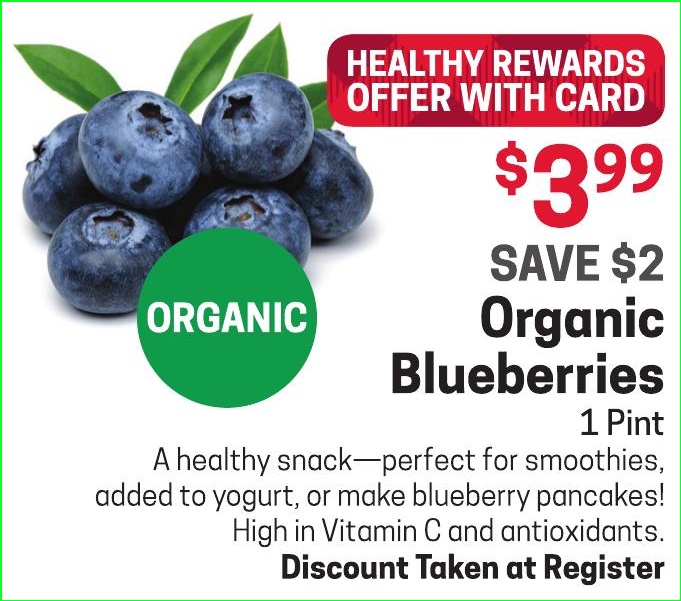 HEALTHY REWARDS
OFFER WITH CARD
$3.99
SAVE $2
ORGANIC
Organic
Blueberries
1 Pint
A healthy snack—perfect for smoothies,
added to yogurt, or make blueberry pancakes!
High in Vitamin C and antioxidants.
Discount Taken at Register